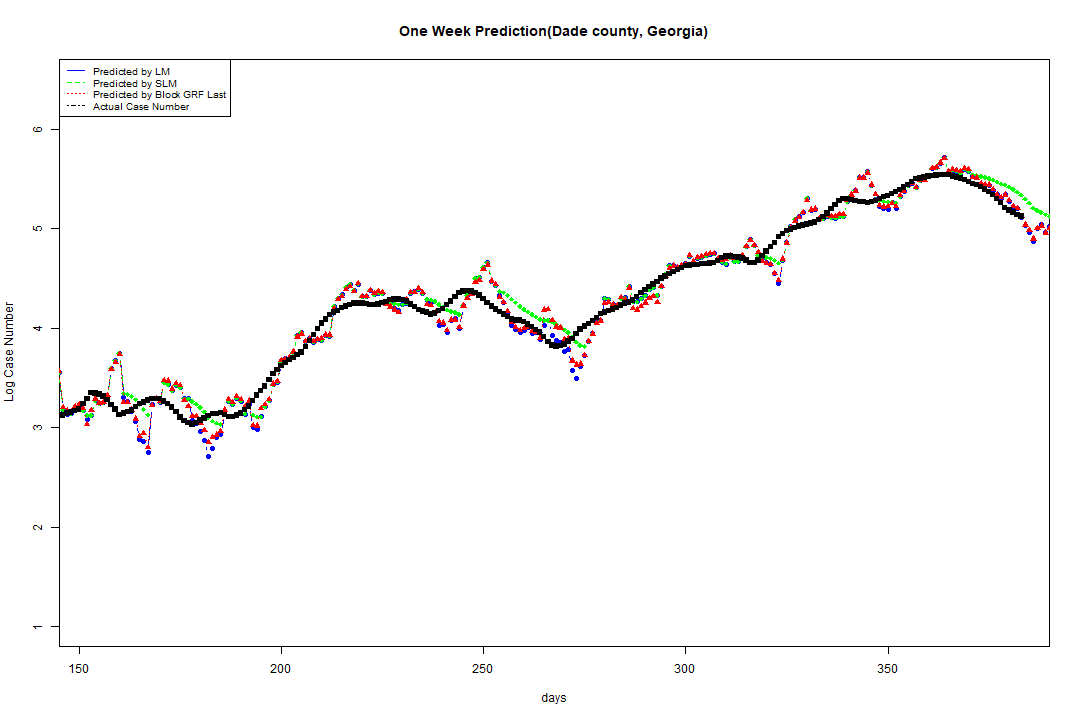 One Week Prediction(Dade county, Georgia)
Predicted by LM
Predicted by SLM
Predicted by Block GRF Last
Actual Case Number
6
5
4
3
2
1
Log Case Number
150 200 250 300 350
days